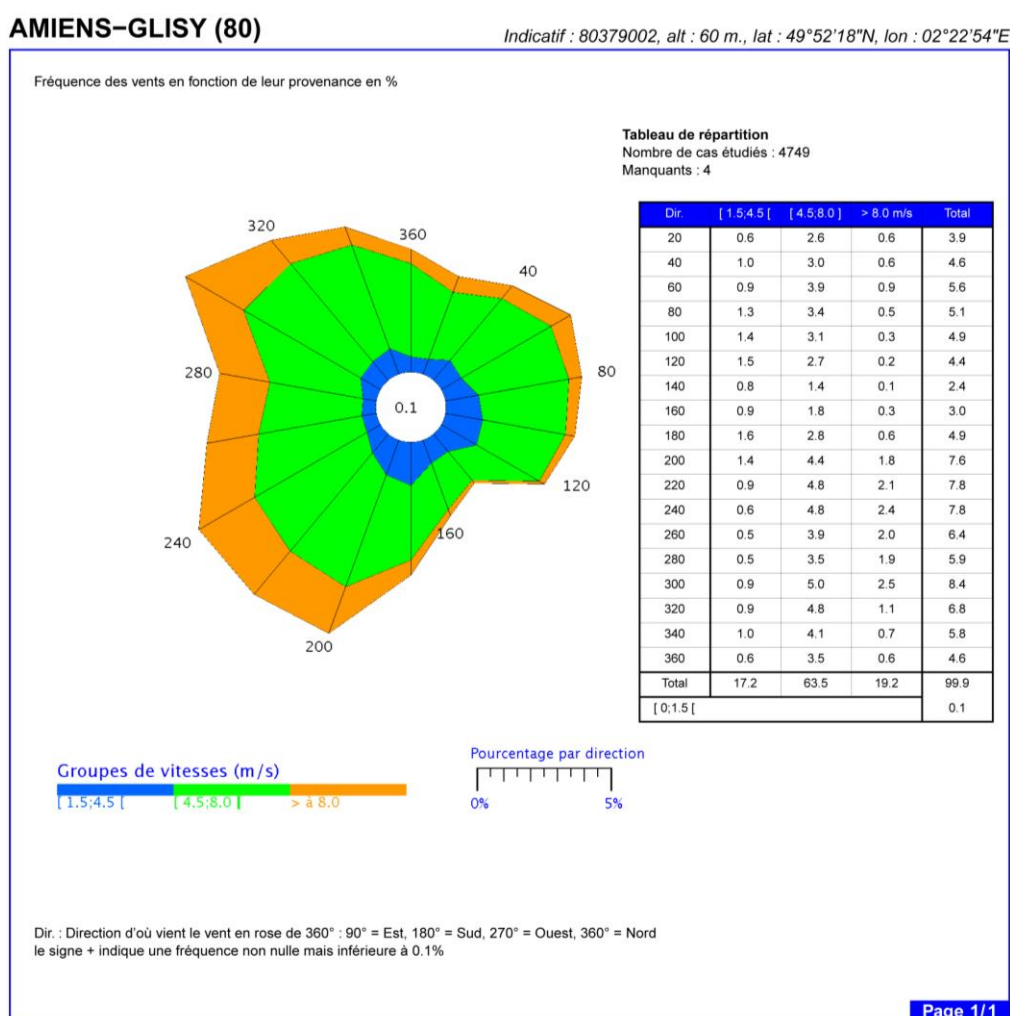 AMIENS−GLISY (80)
Indicatif : 80379002, alt : 60 m., lat : 49°52'18"N, lon : 02°22'54"E
Fréquence des vents en fonction de leur provenance en %
Tableau de répartition
Nombre de cas étudiés : 4749
Manquants : 4
320
360
40
280
80
0.1
120
240
160
200
Dir. [ 1.5;4.5 [ [ 4.5;8.0 ] > 8.0 m/s Total
20 0.6 2.6 0.6 3.9
40 1.0 3.0 0.6 4.6
60 0.9 3.9 0.9 5.6
80 1.3 3.4 0.5 5.1
100 1.4 3.1 0.3 4.9
120 1.5 2.7 0.2 4.4
140 0.8 1.4 0.1 2.4
160 0.9 1.8 0.3 3.0
180 1.6 2.8 0.6 4.9
200 1.4 4.4 1.8 7.6
220 0.9 4.8 2.1 7.8
240 0.6 4.8 2.4 7.8
260 0.5 3.9 2.0 6.4
280 0.5 3.5 1.9 5.9
300 0.9 5.0 2.5 8.4
320 0.9 4.8 1.1 6.8
340 1.0 4.1 0.7 5.8
360 0.6 3.5 0.6 4.6
Total 17.2 63.5 19.2 99.9
[ 0;1.5 [ 0.1
Groupes de vitesses (m/s)
[ 1.5;4.5 [ [ 4.5;8.0 ] > à 8.0
Pourcentage par direction
0% 5%
Dir. : Direction d'où vient le vent en rose de 360° : 90° = Est, 180° = Sud, 270° = Ouest, 360° = Nord
le signe + indique une fréquence non nulle mais inférieure à 0.1%
Page 1/1